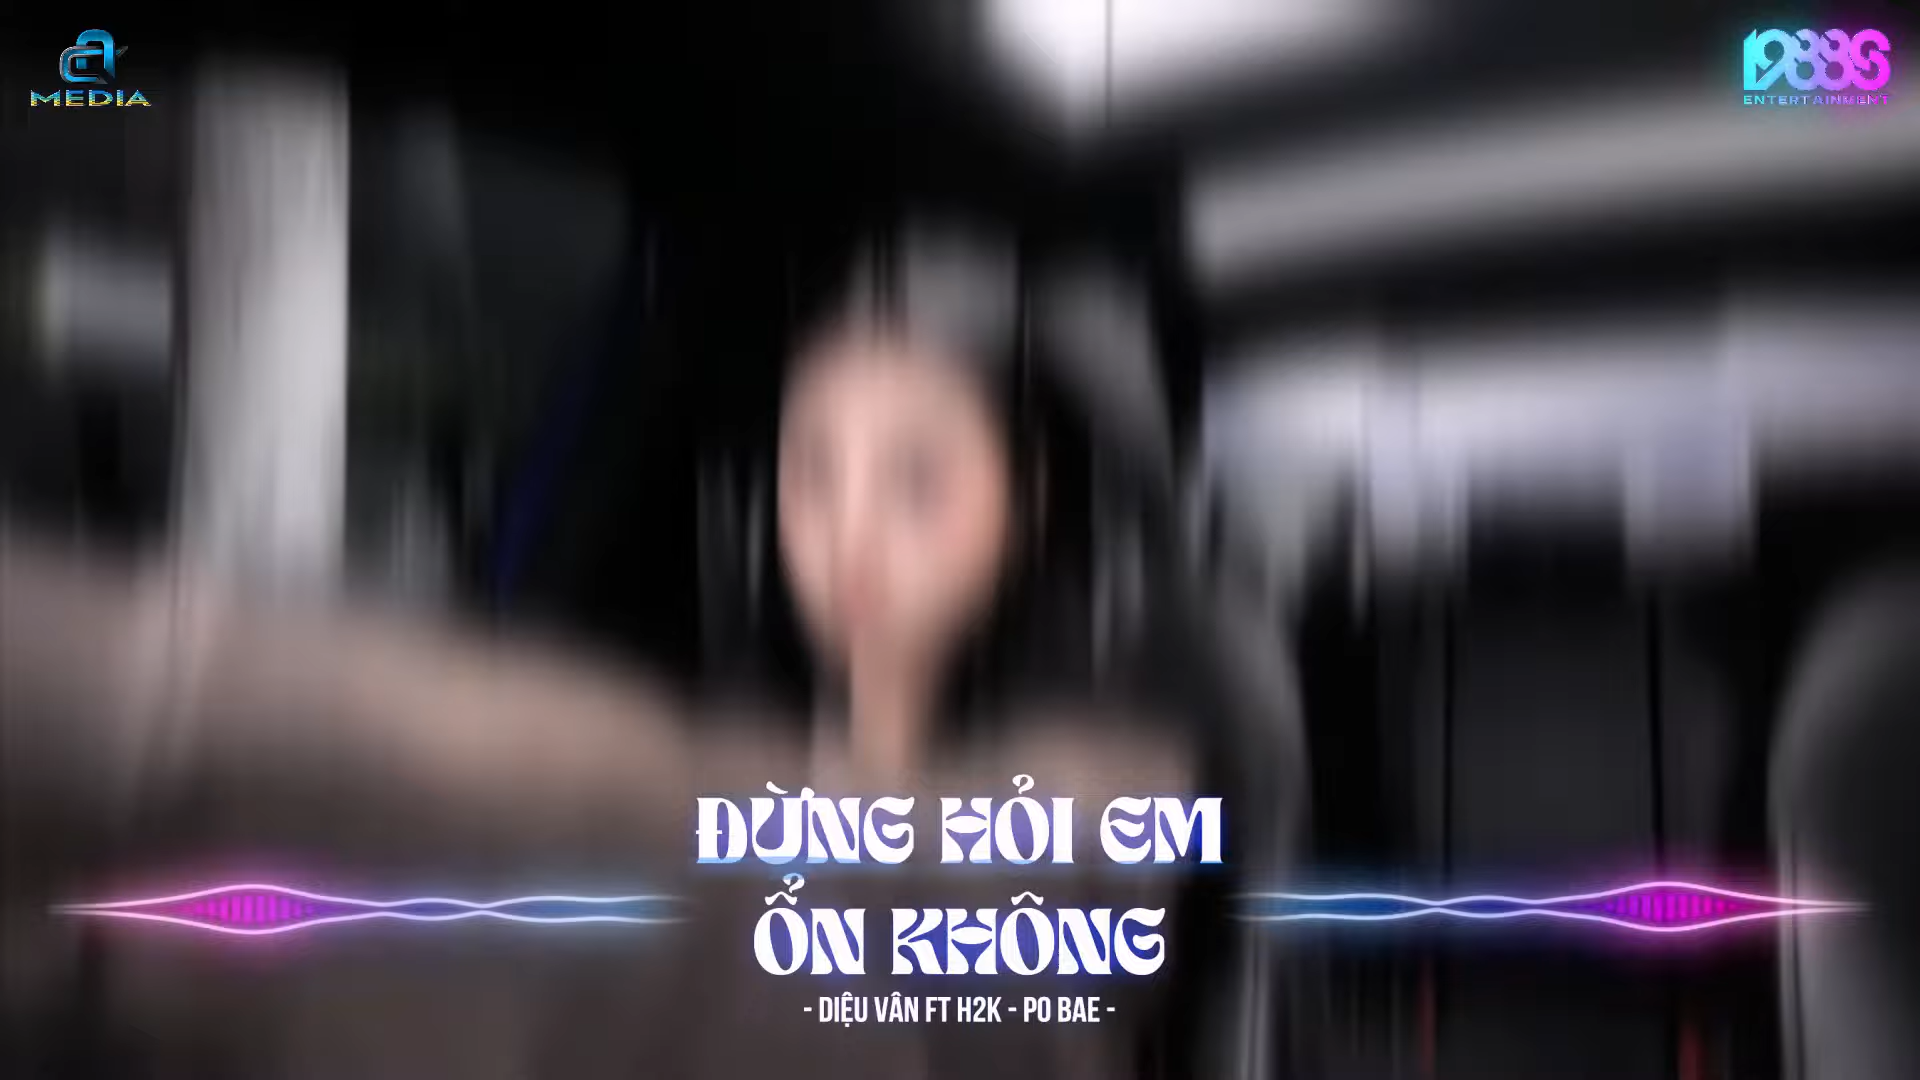 MEDIA
1988S
ENTERTAINMENT
ĐỪNG HỎI EM
ỔN KHÔNG
- DIỆU VÂN FT H2K - PO BAE -